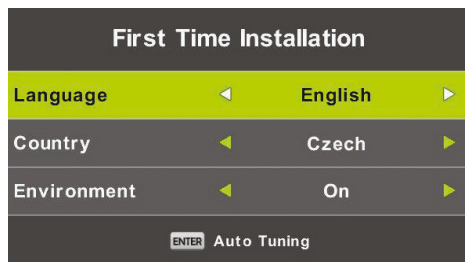 First Time Installation
Language English
Country Czech
Environment On
ENTER Auto Tuning